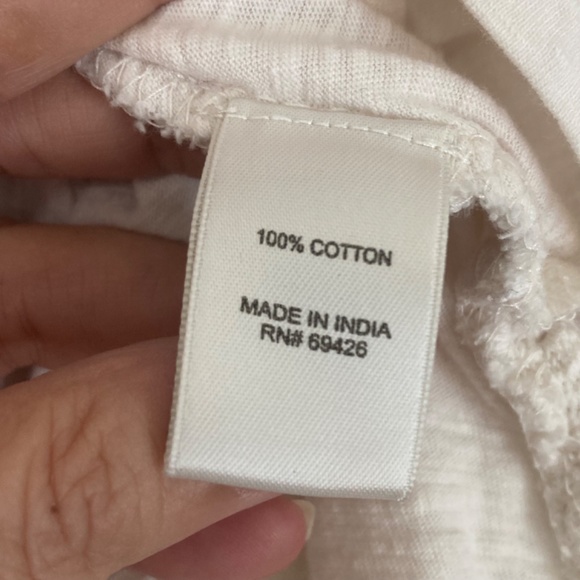 100% COTTON
MADE IN INDIA
RN# 69426